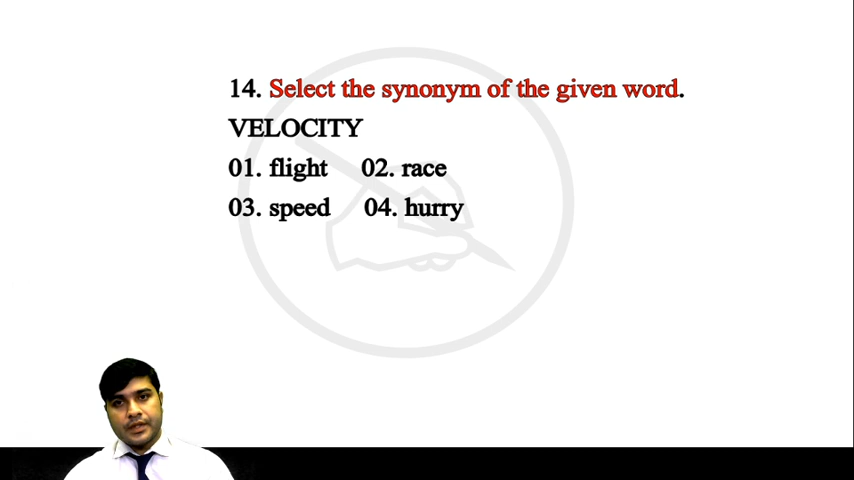 14. Select the synonym of the given word.
VELOCITY
01. flight 02. race
03. speed 04. hurry